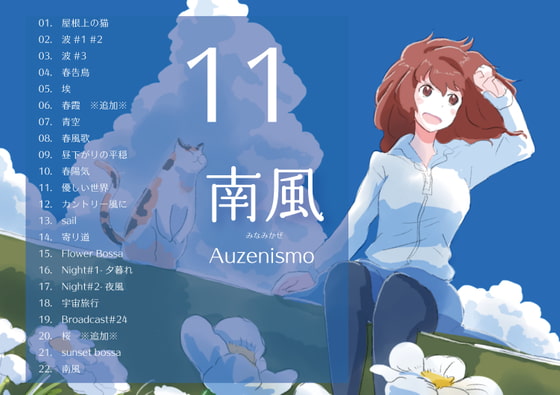 01. 屋根上の猫
02. 波 #1 #2
03. 波 #3
04. 春告鳥
05. 埃
06. 春霞 ※追加※
07. 青空
08. 春風歌
09. 昼下がりの平穏
10. 春陽気
11. 優しい世界
12. カントリー風に
13. sail
14. 寄り道
15. Flower Bossa
16. Night#1- 夕暮れ
17. Night#2- 夜風
18. 宇宙旅行
19. Broadcast#24
20. 桜 ※追加※
21. sunset bossa
22. 南風
11
南風
みなみかぜ
Auzenismo